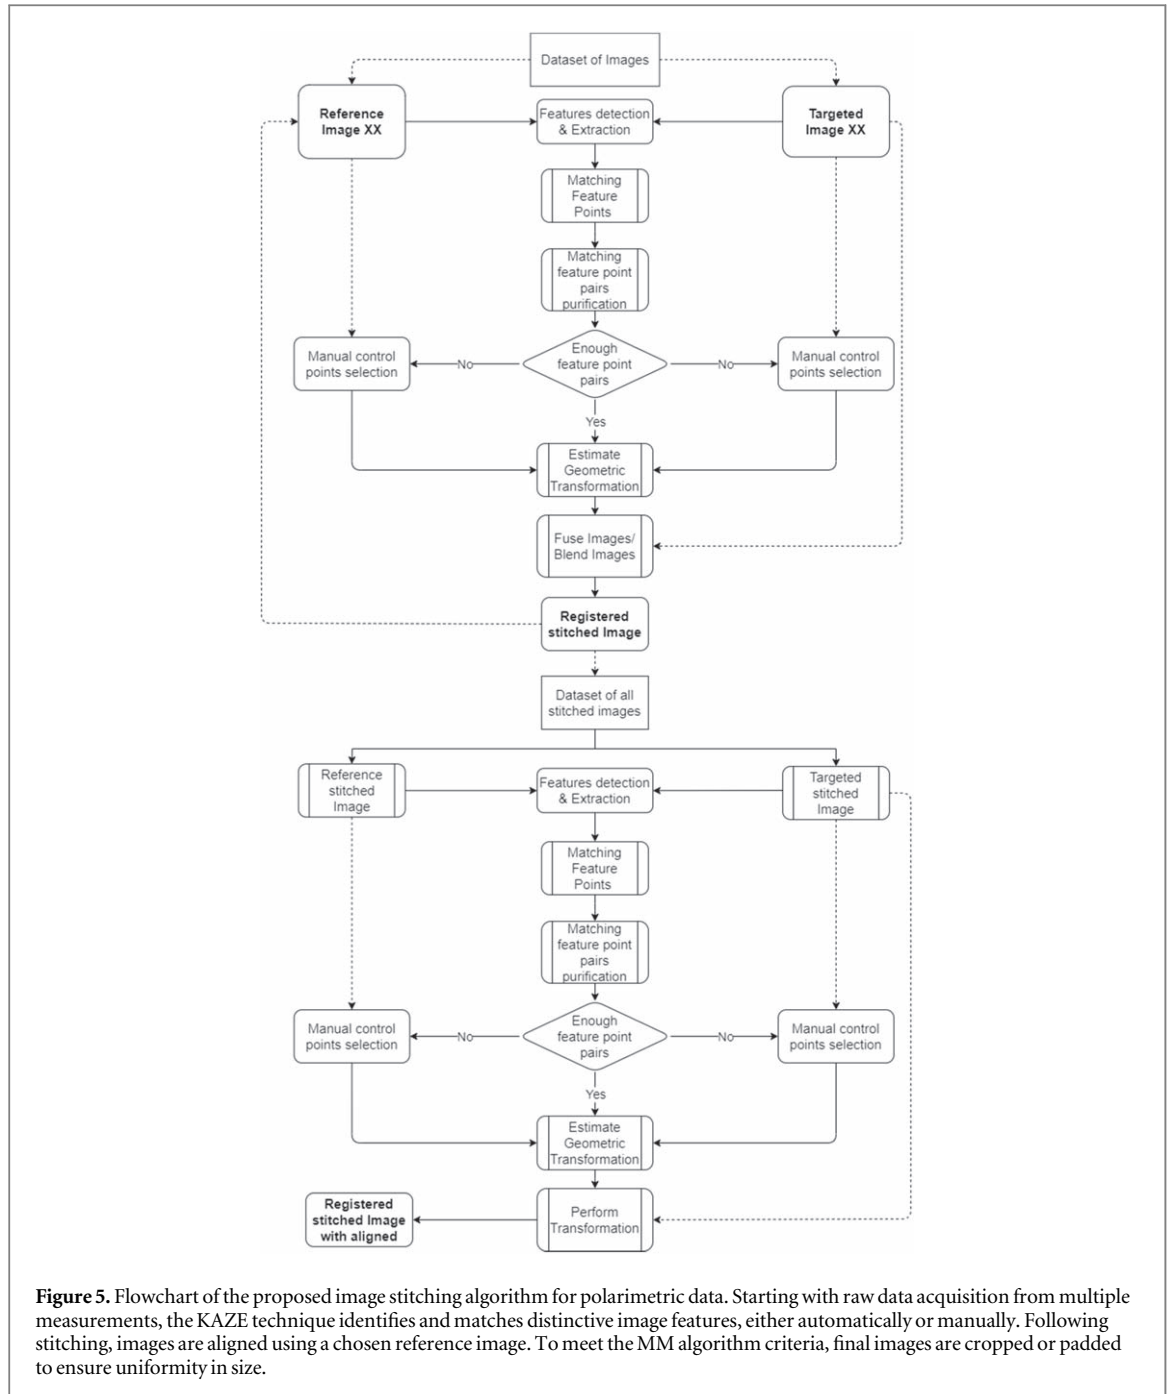 Dataset of Images
Reference
Image XX
Features detection
& Extraction
Targeted
Image XX
Matching
Feature
Points
Matching
feature point
pairs
purification
Manual control
points selection
No
Enough
feature point
pairs
No
Manual control
points selection
Yes
Estimate
Geometric
Transformation
Fuse Images/
Blend Images
Registered
stitched Image
Dataset of all
stitched images
Reference
stitched
Image
Features detection
& Extraction
Targeted
stitched
Image
Matching
Feature
Points
Matching
feature point
pairs
purification
Manual control
points selection
No
Enough
feature point
pairs
No
Manual control
points selection
Yes
Estimate
Geometric
Transformation
Registered
stitched Image
with aligned
Perform
Transformation
Figure 5. Flowchart of the proposed image stitching algorithm for polarimetric data. Starting with raw data acquisition from multiple
measurements, the KAZE technique identifies and matches distinctive image features, either automatically or manually. Following
stitching, images are aligned using a chosen reference image. To meet the MM algorithm criteria, final images are cropped or padded
to ensure uniformity in size.